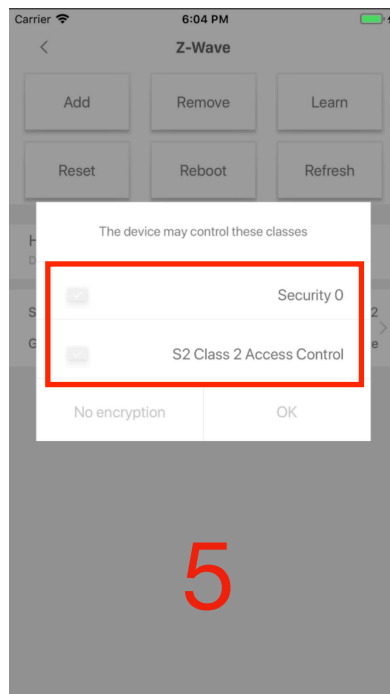 Carrier 6:04 PM
Z-Wave
Add Remove Learn
Reset Reboot Refresh
The device may control these classes
H
D
Security 0
S 2
S2 Class 2 Access Control
G e
No encryption OK
5